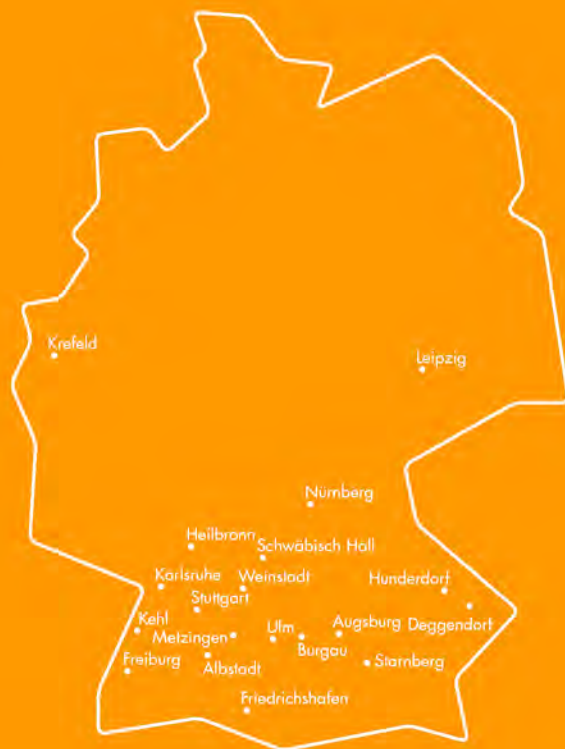 Krefeld
Leipzig
Nürnberg
Heilbronn
Schwäbisch Hall
Karlsruhe
Weinstadt
Hunderdorf
Stuttgart
Kehl
Metzingen
Ulm
Augsburg
Deggendorf
Burgau
Freiburg
Albstadt
Starnberg
Friedrichshafen